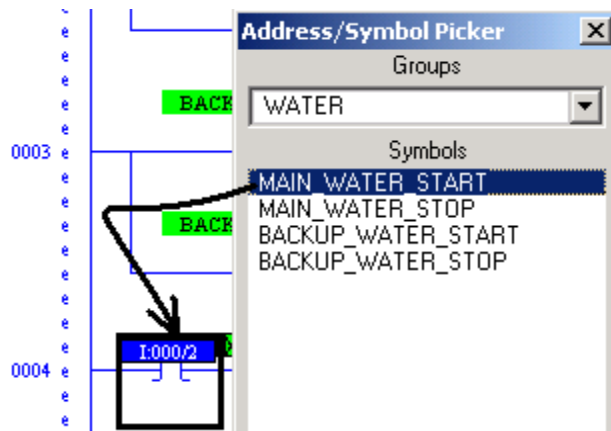 Address/Symbol Picker
Groups
WATER
Symbols
MAIN_WATER_START
MAIN_WATER_STOP
BACKUP_WATER_START
BACKUP_WATER_STOP
e
e
e
e
BACK
e
e
0003 e
e
e
BACK
e
e
e
e
e
e
I:000/2
e
0004 e
e
e